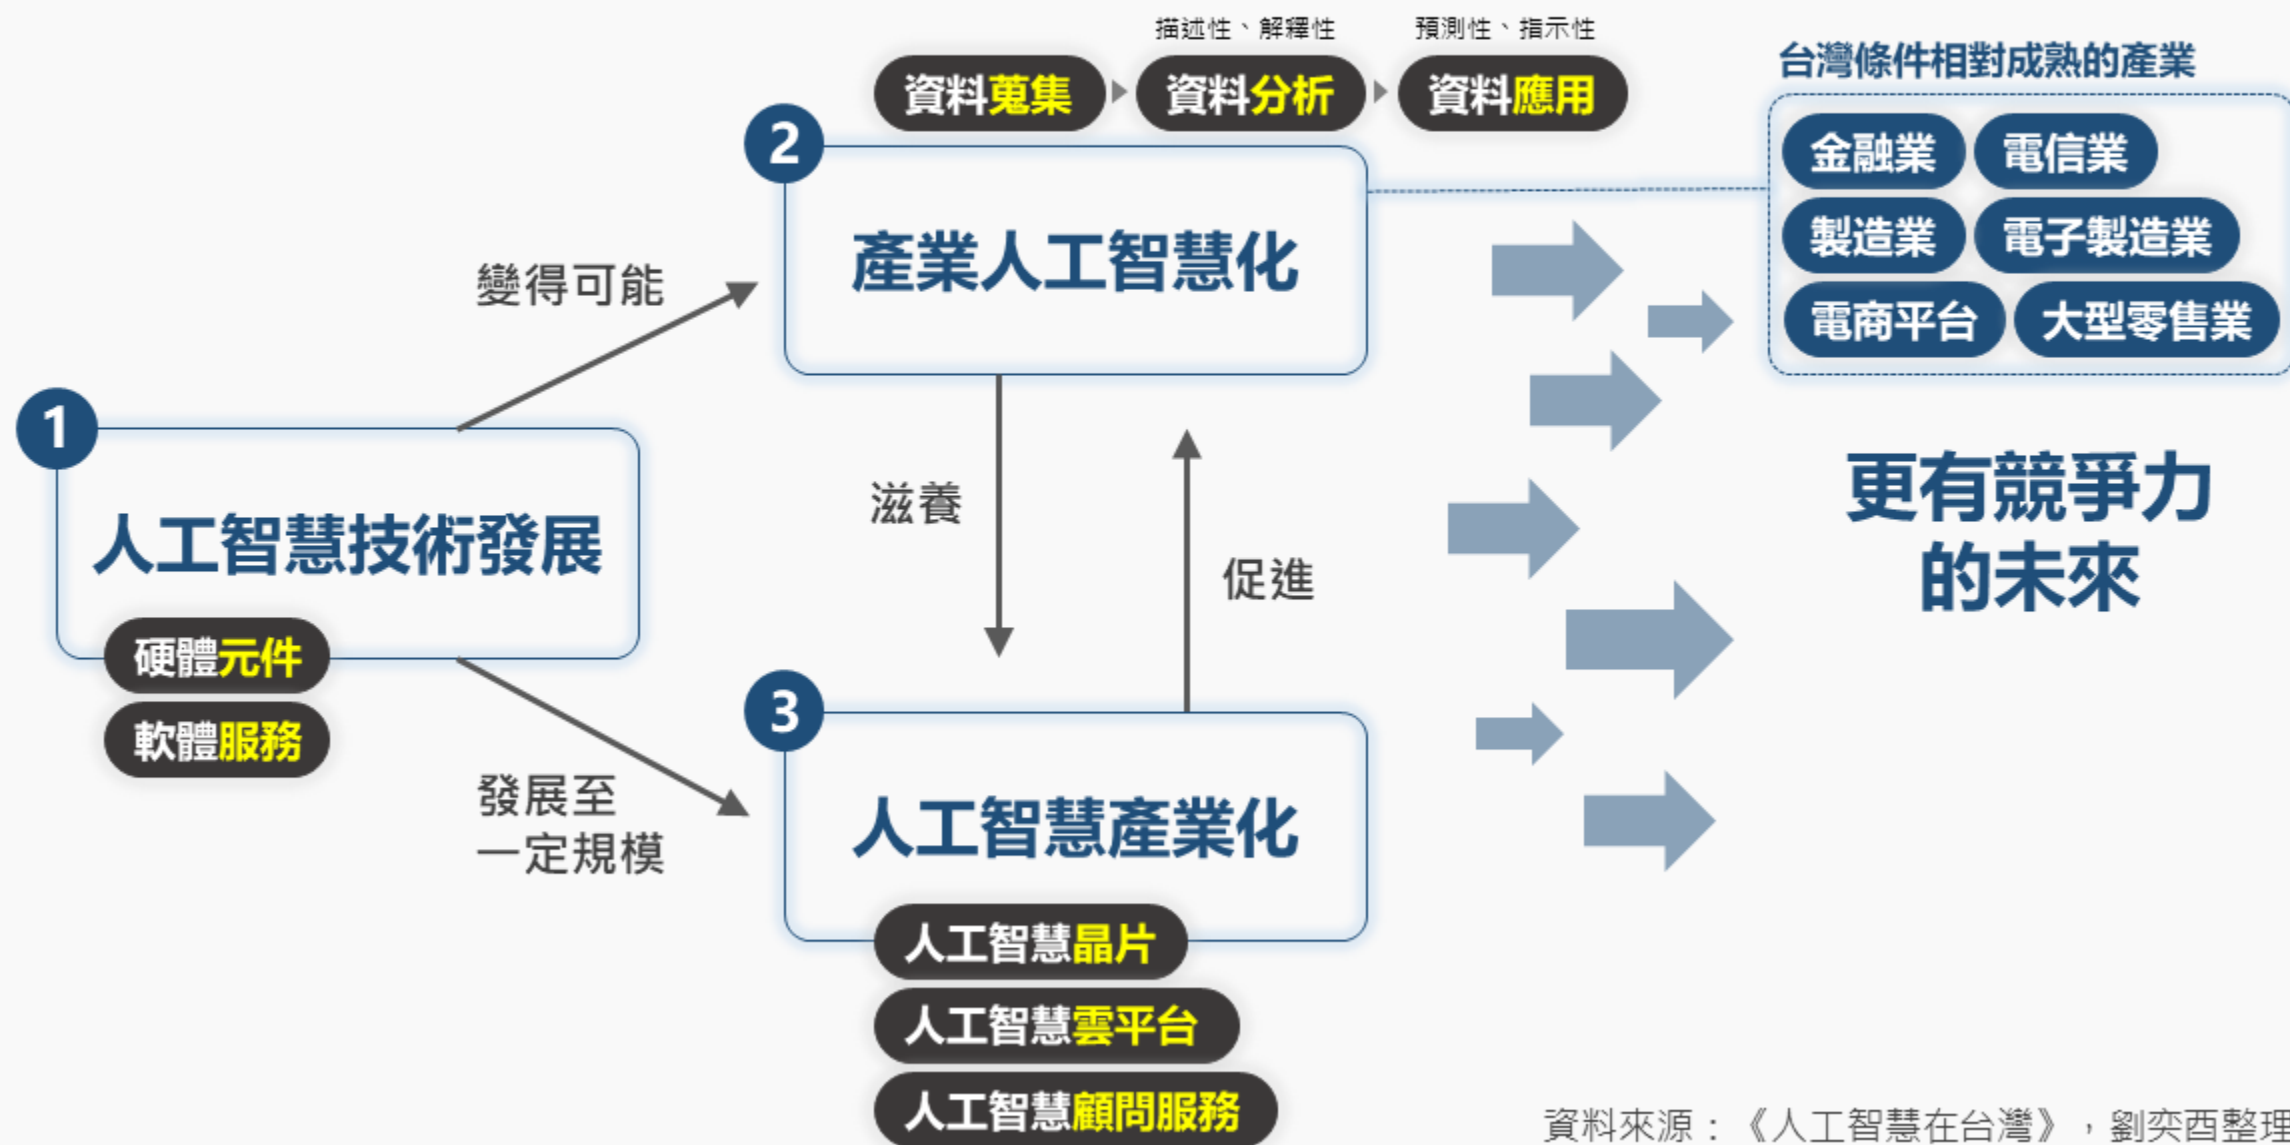 描述性、解釋性
預測性、指示性
資料蒐集
資料分析
資料應用
台灣條件相對成熟的產業
金融業
電信業
製造業
電子製造業
電商平台
大型零售業
2
產業人工智慧化
變得可能
1
人工智慧技術發展
硬體元件
軟體服務
滋養
促進
更有競爭力
的未來
發展至
一定規模
3
人工智慧產業化
人工智慧晶片
人工智慧雲平台
人工智慧顧問服務
資料來源：《人工智慧在台灣》，劉奕酉整理